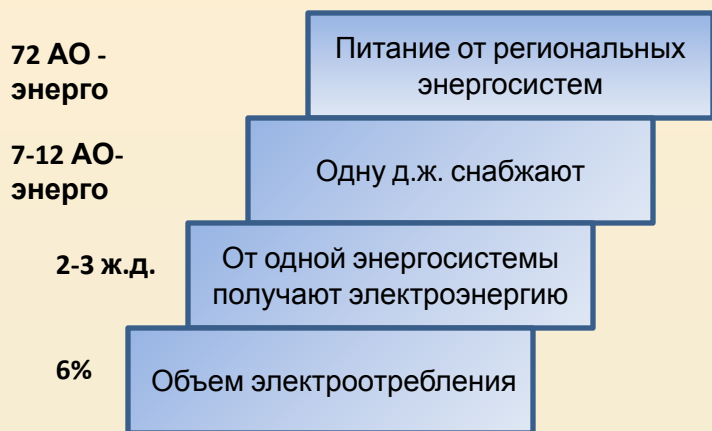 72 АО -
энерго
Питание от региональных
энергосистем
7-12 АО-
энерго
Одну д.ж. снабжают
2-3 ж.д.
От одной энергосистемы
получают электроэнергию
6%
Объем электроотребления